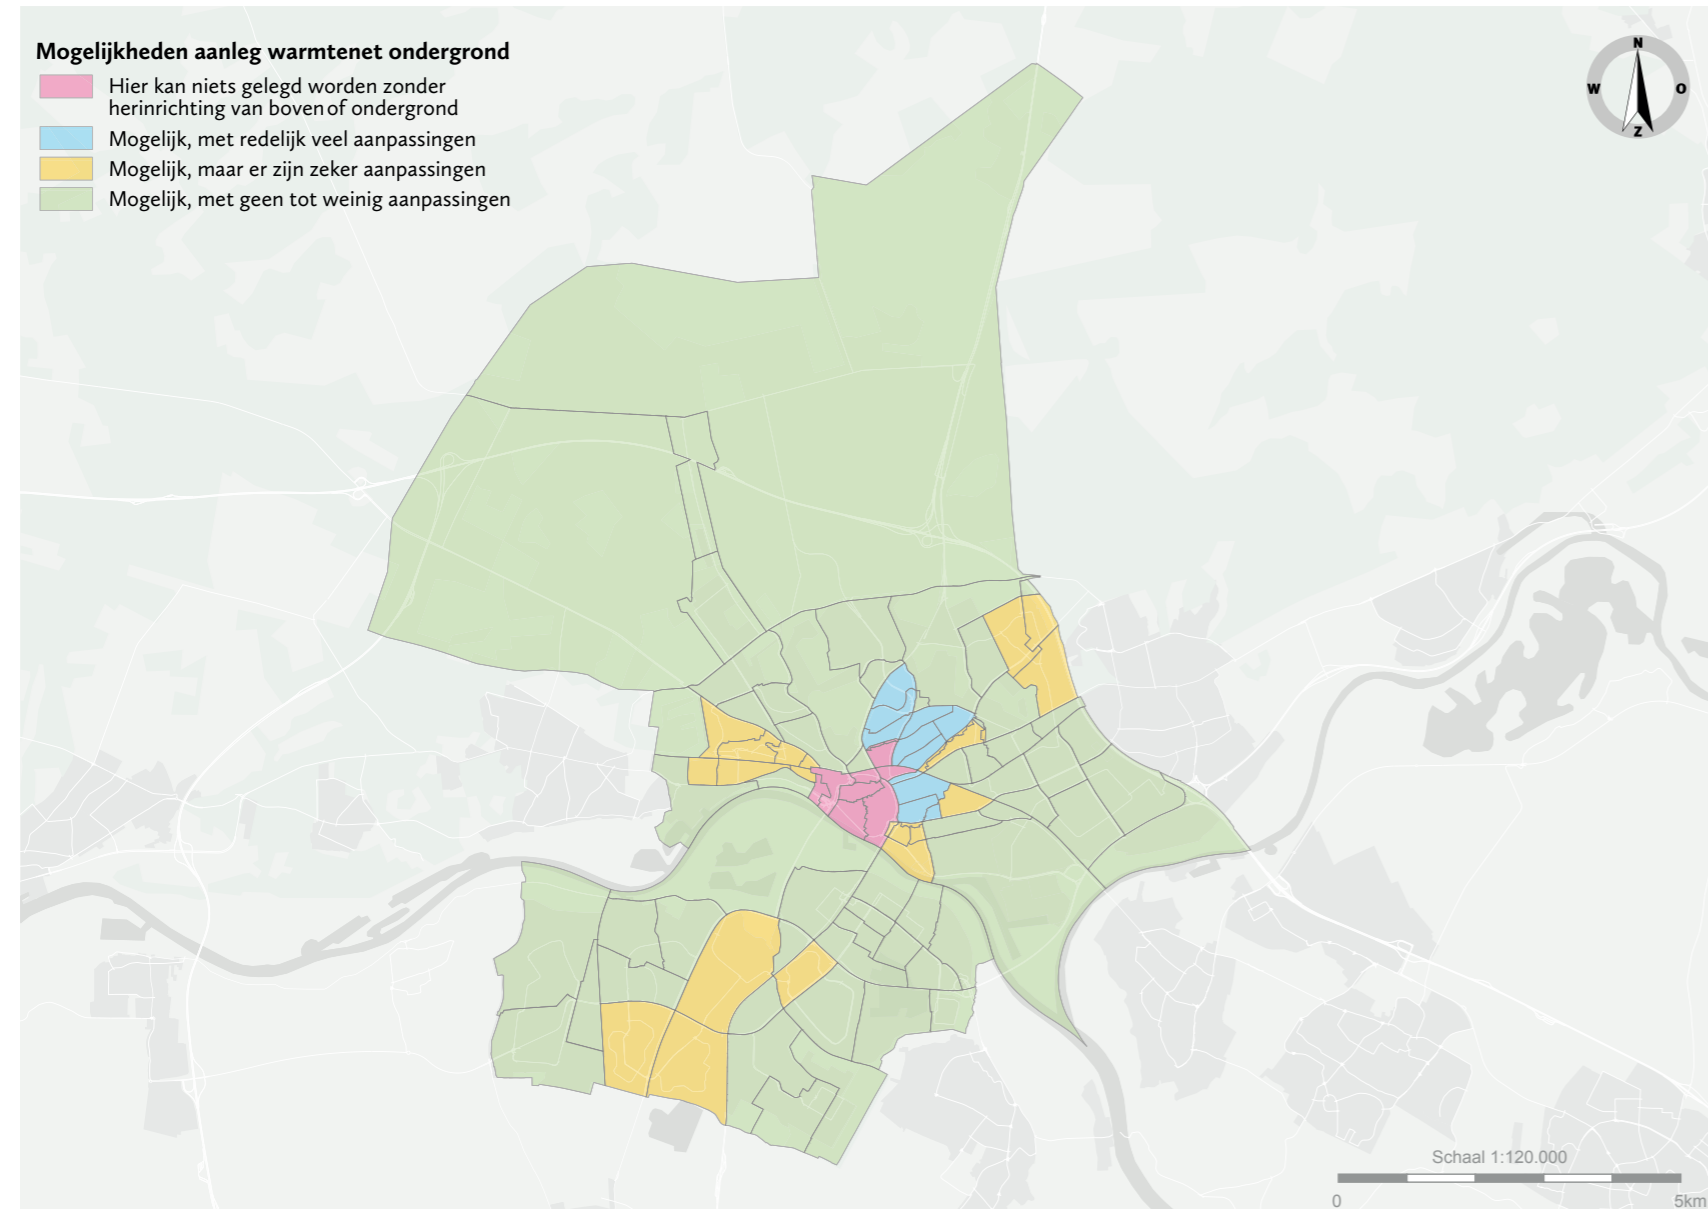 Mogelijkheden aanleg warmtenet ondergrond
Hier kan niets gelegd worden zonder
herinrichting van boven of ondergrond
Mogelijk, met redelijk veel aanpassingen
Mogelijk, maar er zijn zeker aanpassingen
Mogelijk, met geen tot weinig aanpassingen
N
W O
Z
Schaal 1:120.000
0 5km